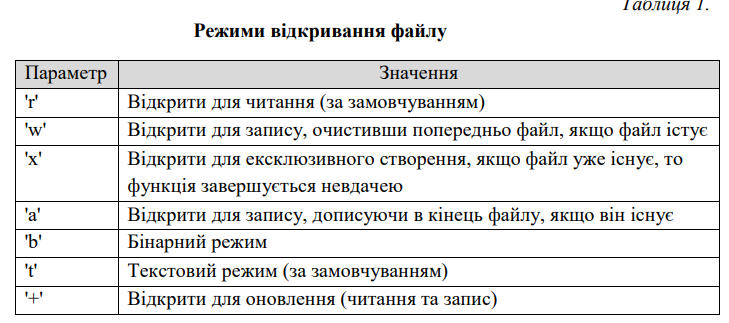 Таблиця 1.
Режими відкривання файлу
Параметр Значення
'r' Відкрити для читання (за замовчуванням)
'w' Відкрити для запису, очистивши попередньо файл, якщо файл істує
'x' Відкрити для ексклюзивного створення, якщо файл уже існує, то
функція завершується невдачею
'a' Відкрити для запису, дописуючи в кінець файлу, якщо він існує
'b' Бінарний режим
't' Текстовий режим (за замовчуванням)
'+' Відкрити для оновлення (читання та запис)